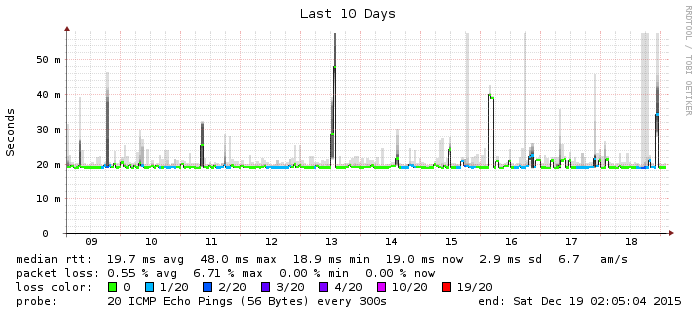 Last 10 Days
RRDTOOL / TOBI OETIKER
Seconds
50 m
40 m
30 m
20 m
10 m
0
09 10 11 12 13 14 15 16 17 18
median rtt: 19.7 ms avg 48.0 ms max 18.9 ms min 19.0 ms now 2.9 ms sd 6.7 am/s
packet loss: 0.55 % avg 6.71 % max 0.00 % min 0.00 % now
loss color: 0 1/20 2/20 3/20 4/20 10/20 19/20
probe: 20 ICMP Echo Pings (56 Bytes) every 300s end: Sat Dec 19 02:05:04 2015